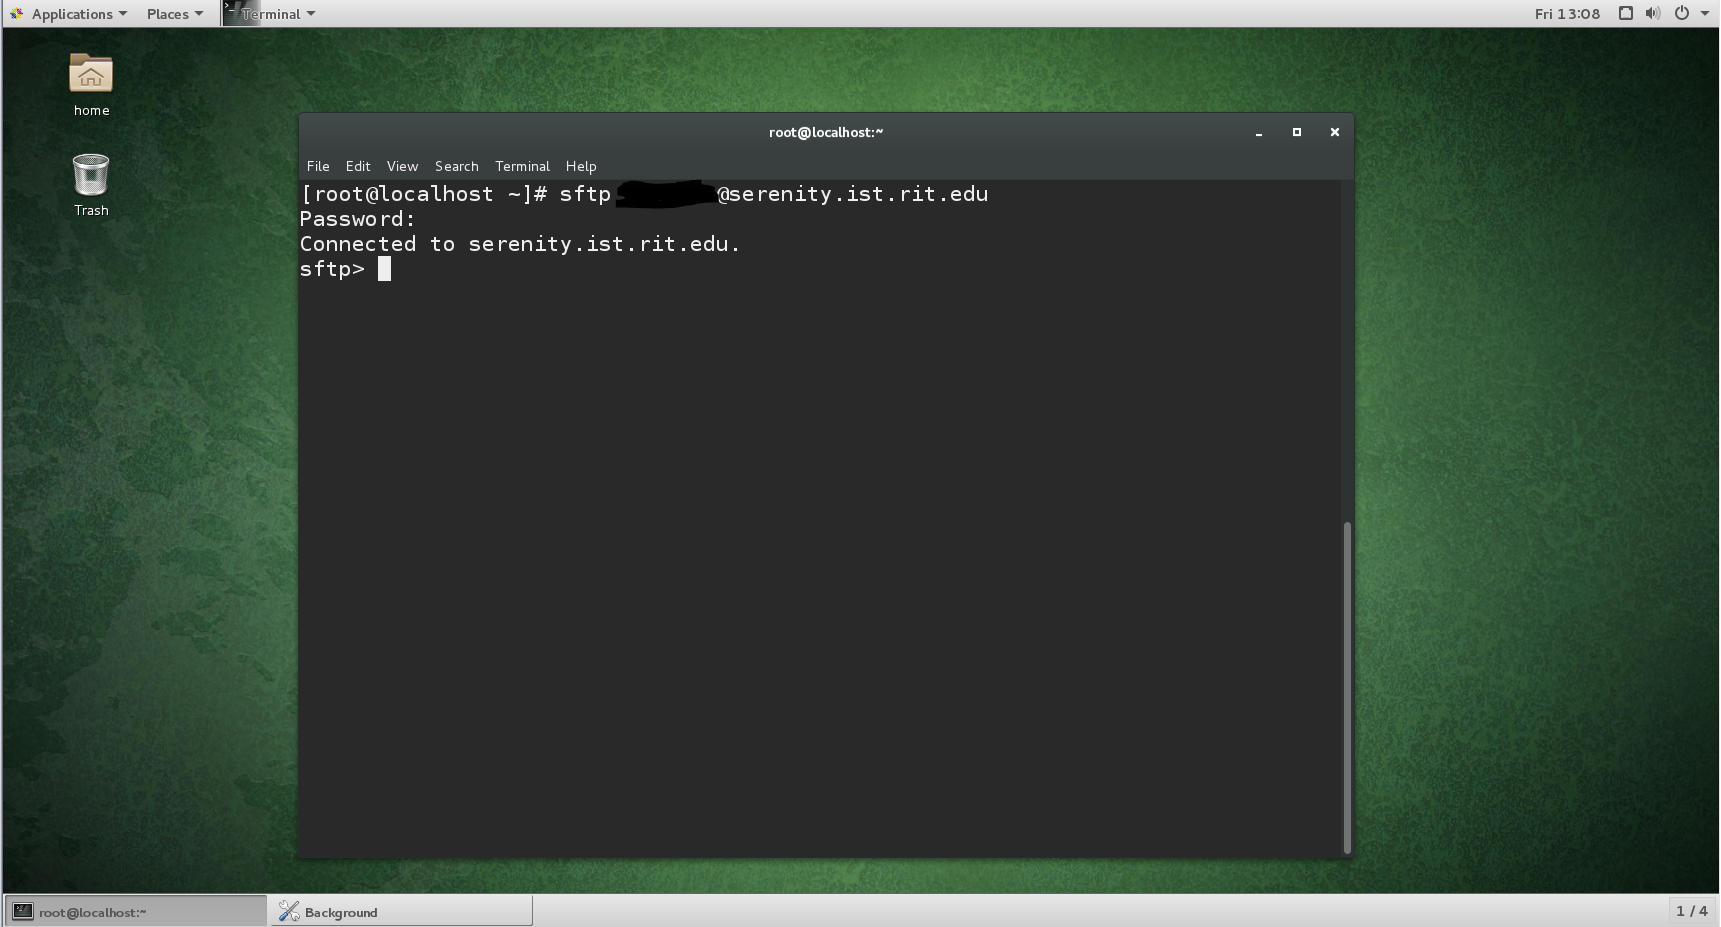 Applications Places Terminal Fri 13:08
home
Trash
root@localhost:~
File Edit View Search Terminal Help
[root@localhost ~]# sftp @serenity.ist.rit.edu
Password:
Connected to serenity.ist.rit.edu.
sftp>
root@localhost:~ Background 1 / 4